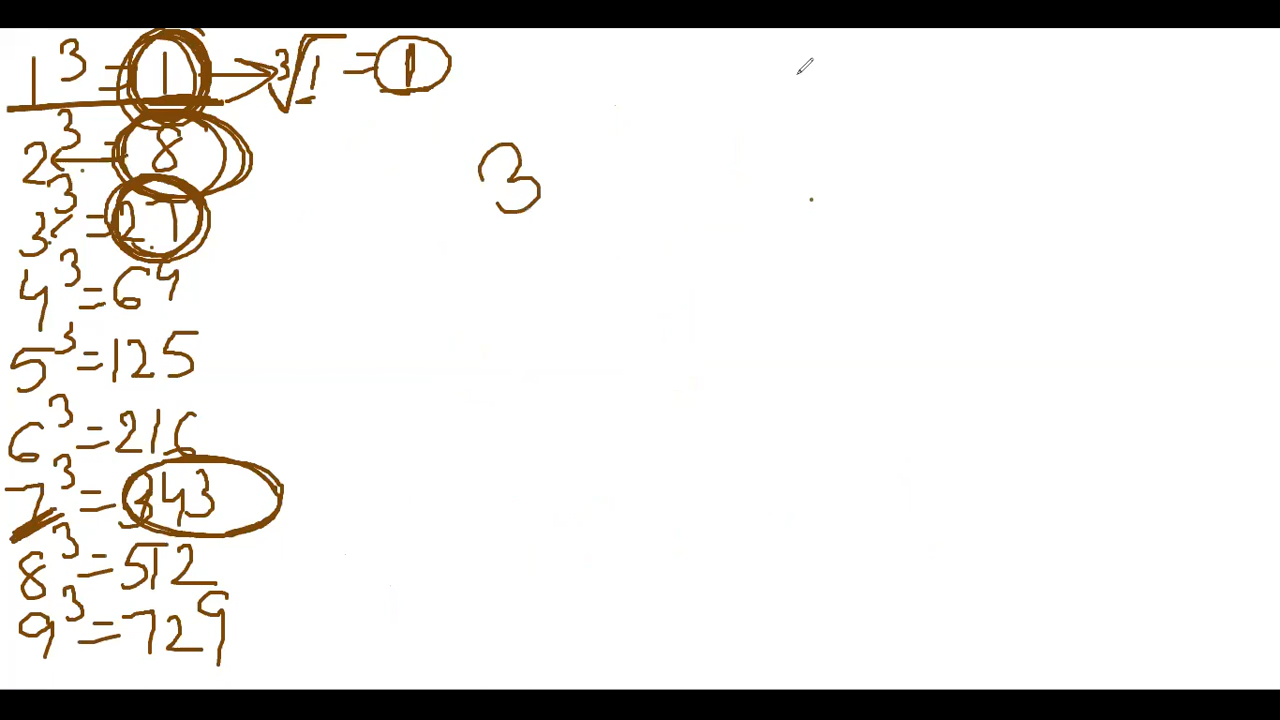 1³ = 1 → ³√1 = 1
2³ = 8
3³ = 27
3
4³ = 64
5³ = 125
6³ = 216
7³ = 343
8³ = 512
9³ = 729